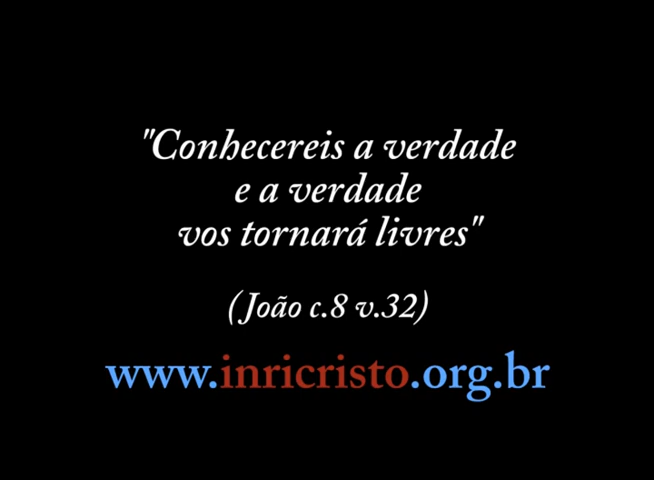 "Conhecereis a verdade
e a verdade
vos tornará livres"
(João c.8 v.32)
www.inricristo.org.br